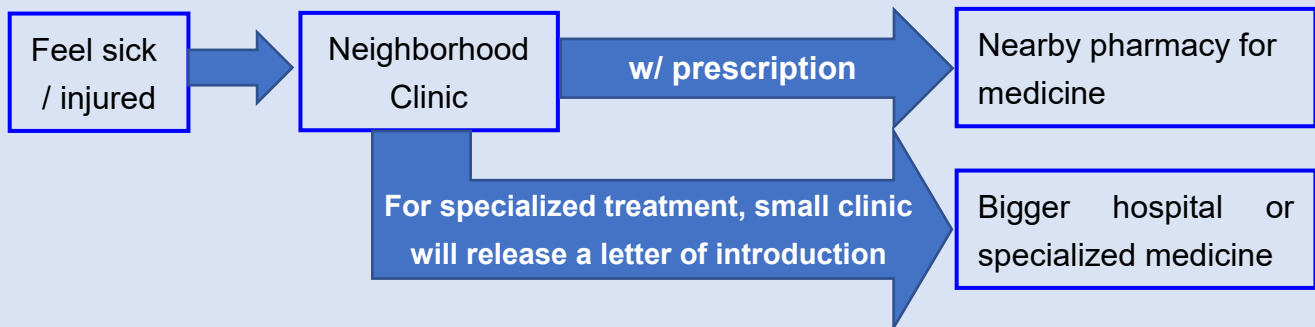 Feel sick
/ injured
Neighborhood
Clinic
w/ prescription
Nearby pharmacy for
medicine
For specialized treatment, small clinic
will release a letter of introduction
Bigger hospital or
specialized medicine